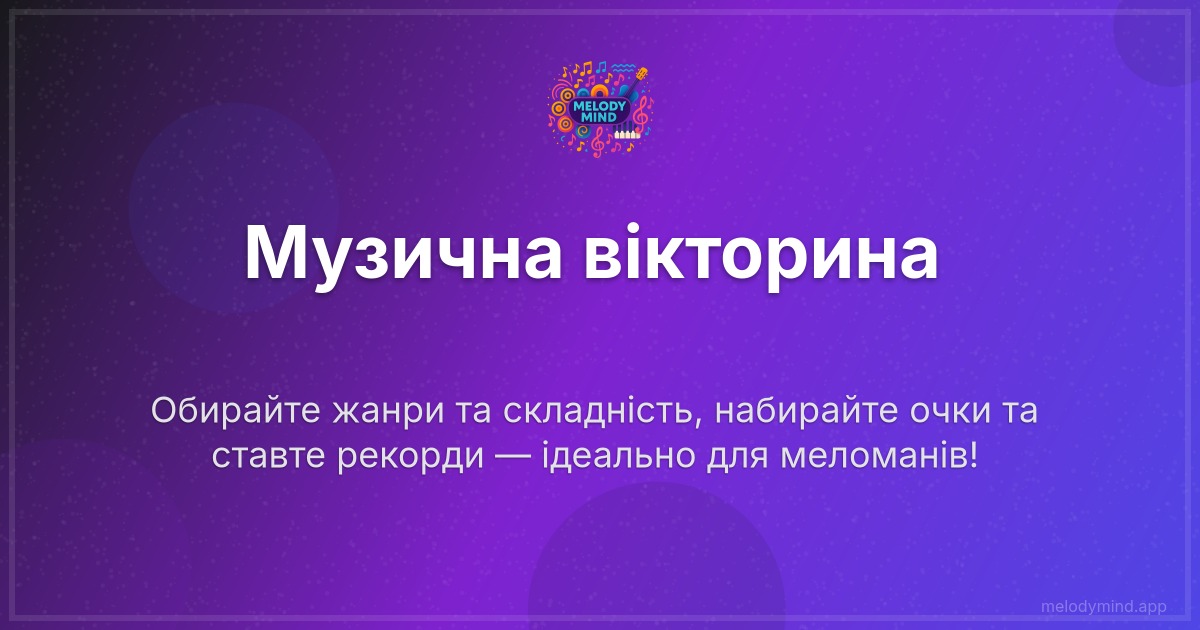 MELODY
MIND
Музична вікторина
Обирайте жанри та складність, набирайте очки та
ставте рекорди — ідеально для меломанів!
melodymind.app